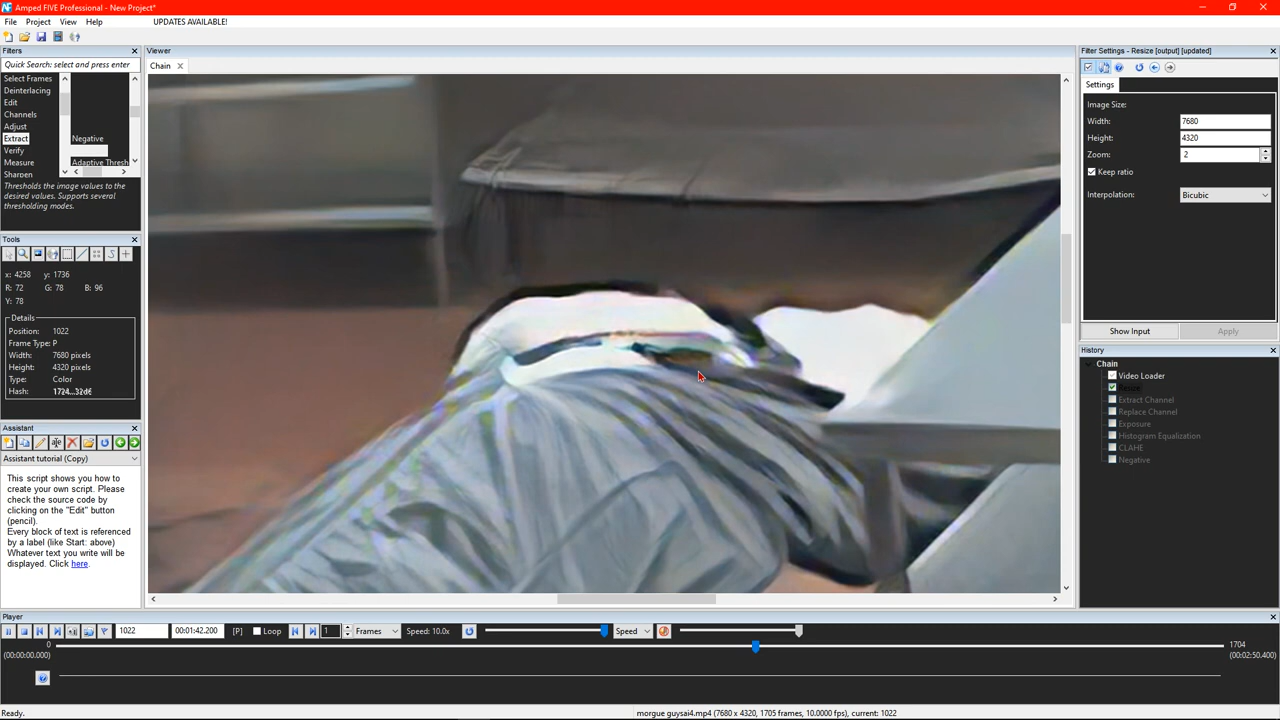 Amped FIVE Professional - New Project*
File Project View Help UPDATES AVAILABLE!
Filters
Quick Search: select and press enter
Select Frames
Deinterlacing
Edit
Channels
Adjust
Extract
Negative
Verify
Measure
Adaptive Thresh
Sharpen
Thresholds the image values to the
desired values. Supports several
thresholding modes.
Tools
x: 4258 y: 1736
R: 72 G: 78 B: 96
Y: 78
Details
Position: 1022
Frame Type: P
Width: 7680 pixels
Height: 4320 pixels
Type: Color
Hash: 1724...32d6
Assistant
Assistant tutorial (Copy)
This script shows you how to
create your own script. Please
check the source code by
clicking on the "Edit" button
(pencil).
Every block of text is referenced
by a label (like Start: above)
Whatever text you write will be
displayed. Click here.
Viewer
Chain
Filter Settings - Resize [output] [updated]
Settings
Image Size:
Width: 7680
Height: 4320
Zoom: 2
Keep ratio
Interpolation: Bicubic
Show Input Apply
History
Chain
Video Loader
Resize
Extract Channel
Replace Channel
Exposure
Histogram Equalization
CLAHE
Negative
Player
1022 00:01:42.200 [P] Loop 1 Frames Speed: 10.0x Speed
0 1704
(00:00:00.000) (00:02:50.400)
Ready. morgue guysai4.mp4 (7680 x 4320, 1705 frames, 10.0000 fps), current: 1022